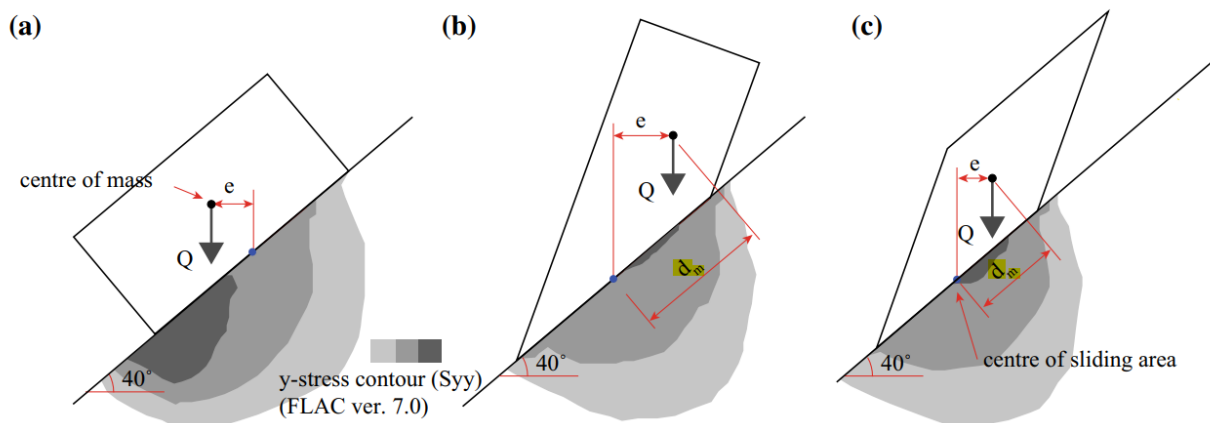 (a)
centre of mass
e
Q
40°
y-stress contour (Syy)
(FLAC ver. 7.0)
(b)
e
Q
dm
40°
(c)
e
Q
dm
centre of sliding area
40°